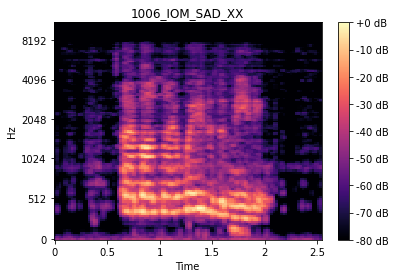 1006_IOM_SAD_XX
8192
4096
2048
1024
512
0
Hz
0
0.5
1
1.5
2
2.5
Time
+0 dB
-10 dB
-20 dB
-30 dB
-40 dB
-50 dB
-60 dB
-70 dB
-80 dB